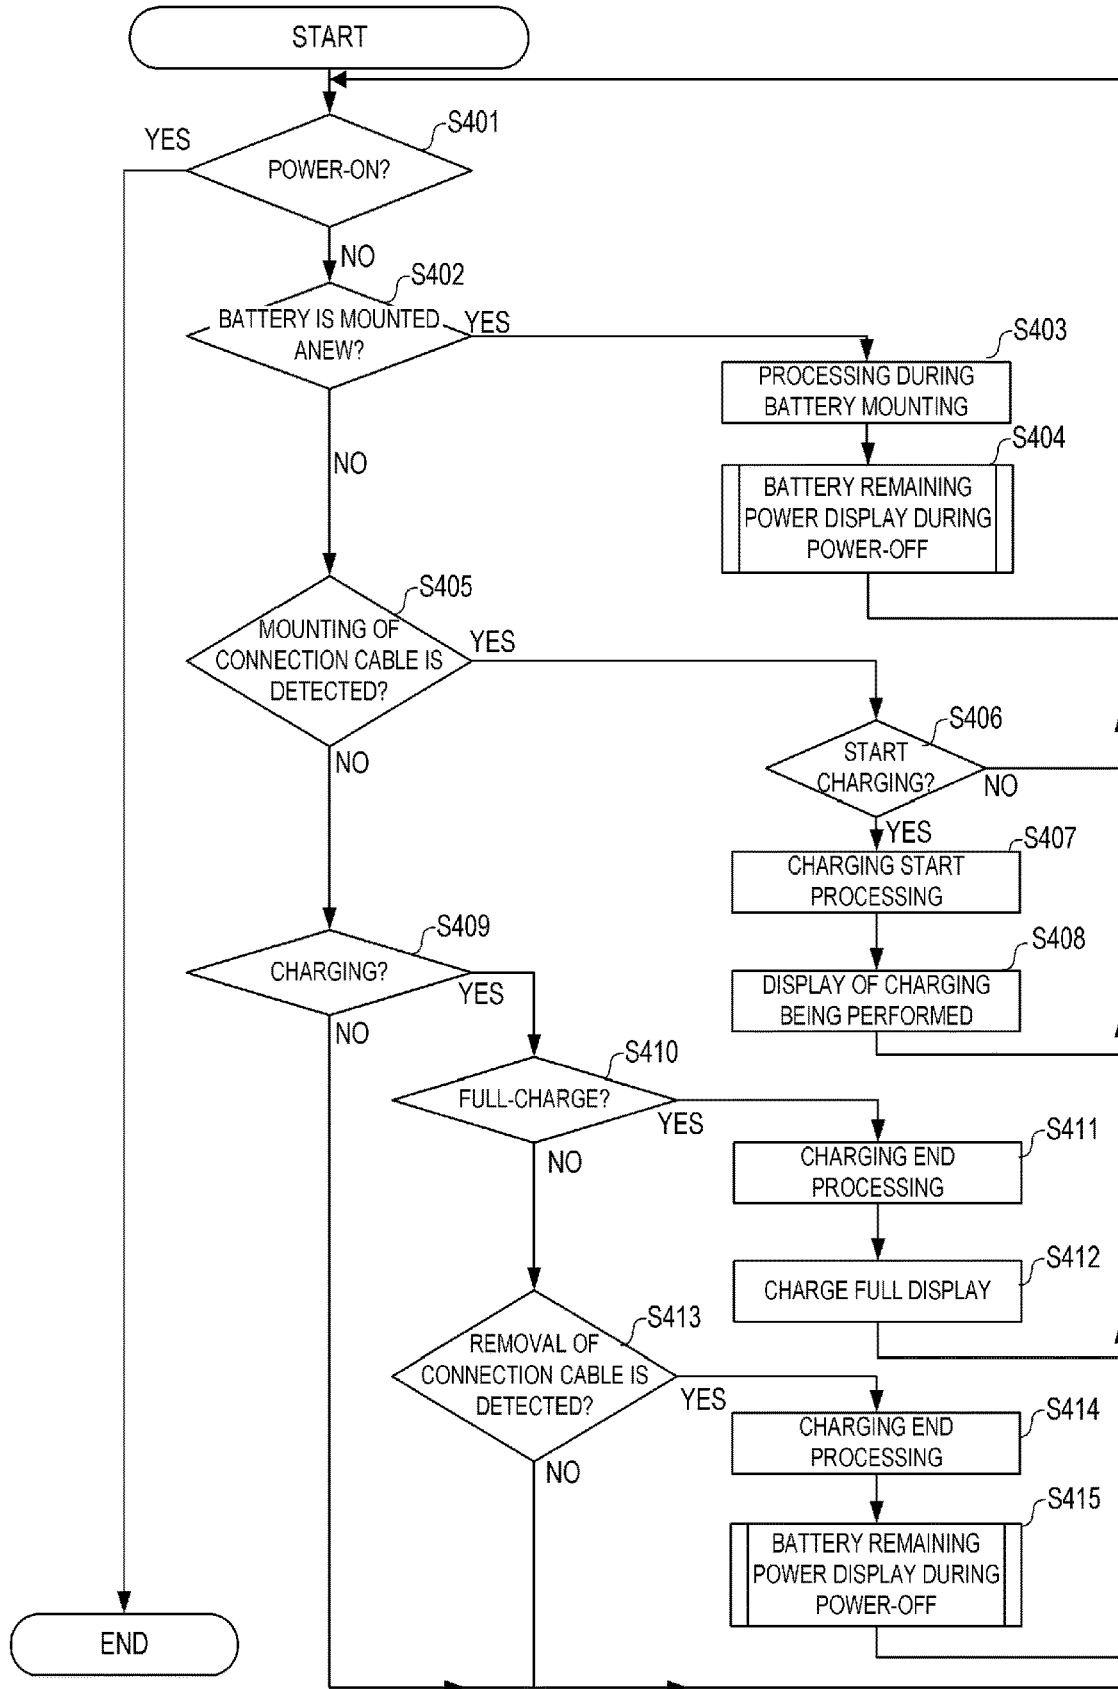 START
YES
S401
POWER-ON?
NO
S402
BATTERY IS MOUNTED
ANEW?
YES
S403
PROCESSING DURING
BATTERY MOUNTING
S404
BATTERY REMAINING
POWER DISPLAY DURING
POWER-OFF
NO
S405
MOUNTING OF
CONNECTION CABLE IS
DETECTED?
YES
S406
START
CHARGING?
NO
YES
NO
S407
CHARGING START
PROCESSING
S408
DISPLAY OF CHARGING
BEING PERFORMED
S409
CHARGING?
YES
NO
S410
FULL-CHARGE?
YES
NO
S411
CHARGING END
PROCESSING
S412
CHARGE FULL DISPLAY
S413
REMOVAL OF
CONNECTION CABLE IS
DETECTED?
YES
NO
S414
CHARGING END
PROCESSING
S415
BATTERY REMAINING
POWER DISPLAY DURING
POWER-OFF
END